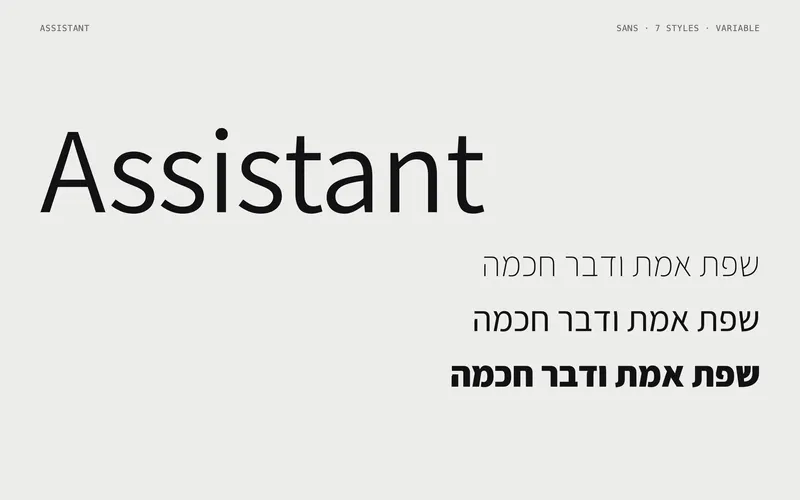 ASSISTANT
SANS · 7 STYLES · VARIABLE
Assistant
שפת אמת ודבר חכמה
שפת אמת ודבר חכמה
שפת אמת ודבר חכמה